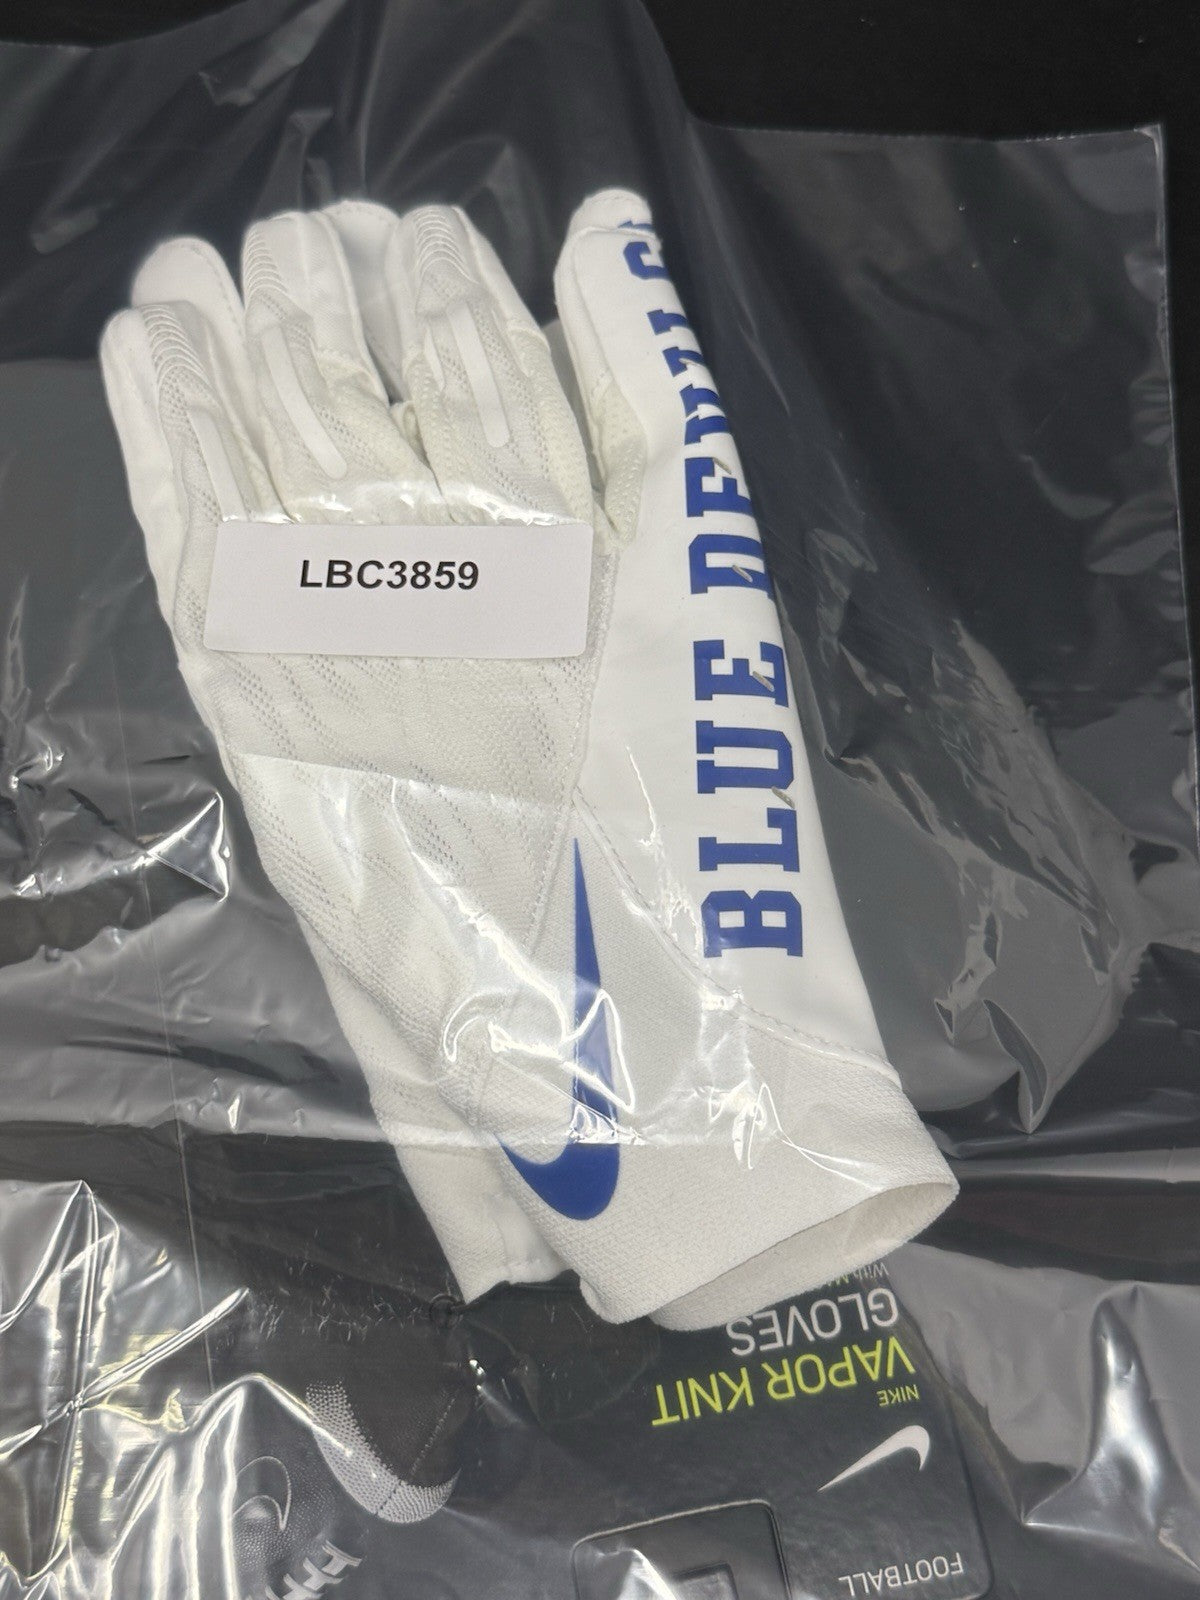 LBC3859
BLUE DEVILS
FOOTBALL
NIKE
VAPOR KNIT
GLOVES